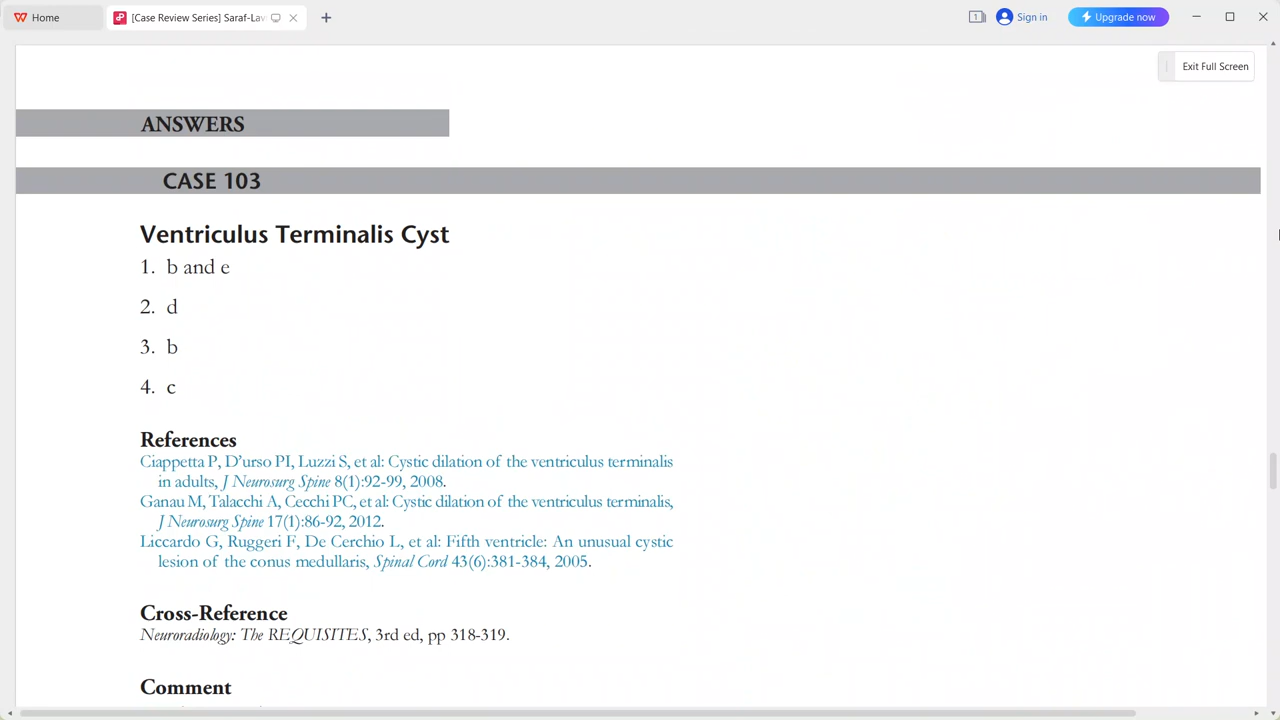 Home
[Case Review Series] Saraf-Lav
1
Sign in
Upgrade now
Exit Full Screen
ANSWERS
CASE 103
Ventriculus Terminalis Cyst
1. b and e
2. d
3. b
4. c
References
Ciappetta P, D'urso PI, Luzzi S, et al: Cystic dilation of the ventriculus terminalis
in adults, J Neurosurg Spine 8(1):92-99, 2008.
Ganau M, Talacchi A, Cecchi PC, et al: Cystic dilation of the ventriculus terminalis,
J Neurosurg Spine 17(1):86-92, 2012.
Liccardo G, Ruggeri F, De Cerchio L, et al: Fifth ventricle: An unusual cystic
lesion of the conus medullaris, Spinal Cord 43(6):381-384, 2005.
Cross-Reference
Neuroradiology: The REQUISITES, 3rd ed, pp 318-319.
Comment